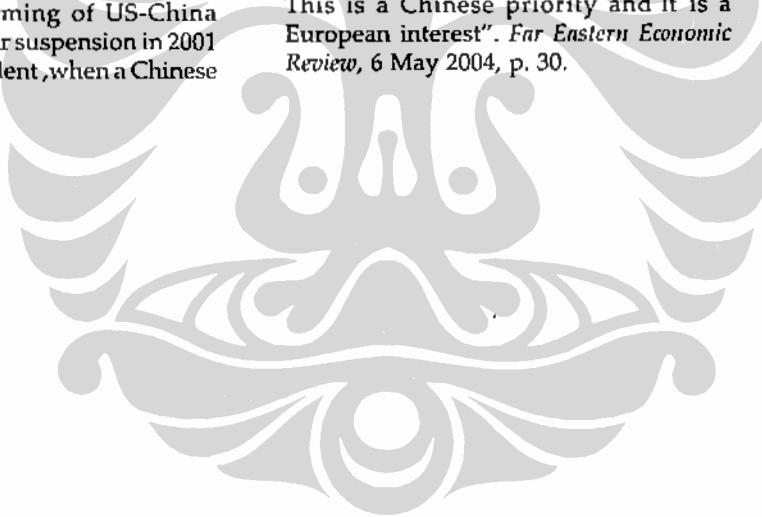 ming of US-China
r suspension in 2001
lent ,when a Chinese
This is a Chinese priority and it is a
European interest". Far Eastern Economic
Review, 6 May 2004, p. 30.